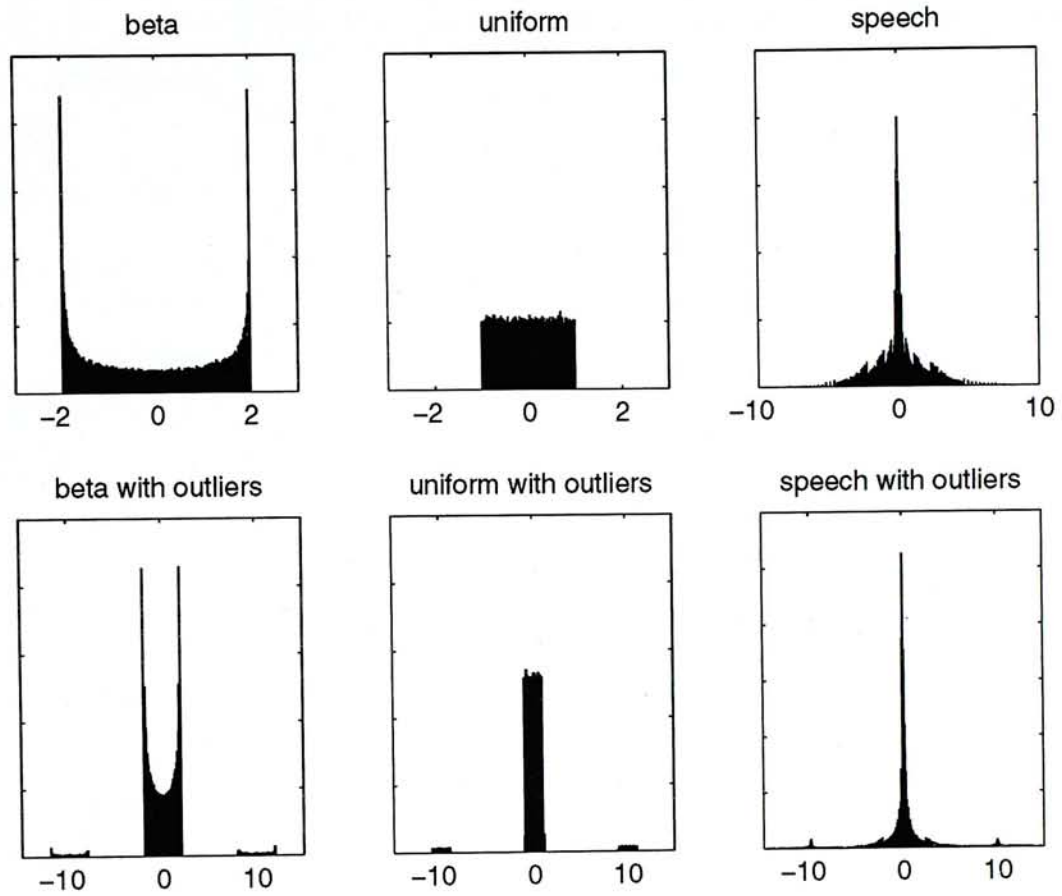 beta
uniform
speech
−2 0 2
−2 0 2
−10 0 10
beta with outliers
uniform with outliers
speech with outliers
−10 0 10
−10 0 10
−10 0 10